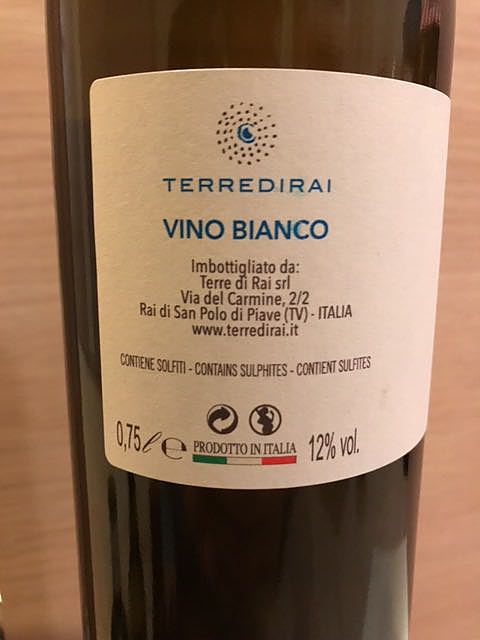 TERREDIRAI
VINO BIANCO
Imbottigliato da:
Terre di Rai srl
Via del Carmine, 2/2
Rai di San Polo di Piave (TV) - ITALIA
www.terredirai.it
CONTIENE SOLFITI - CONTAINS SULPHITES - CONTIENT SULFITES
0,75 ℓ ℮ PRODOTTO IN ITALIA 12% vol.